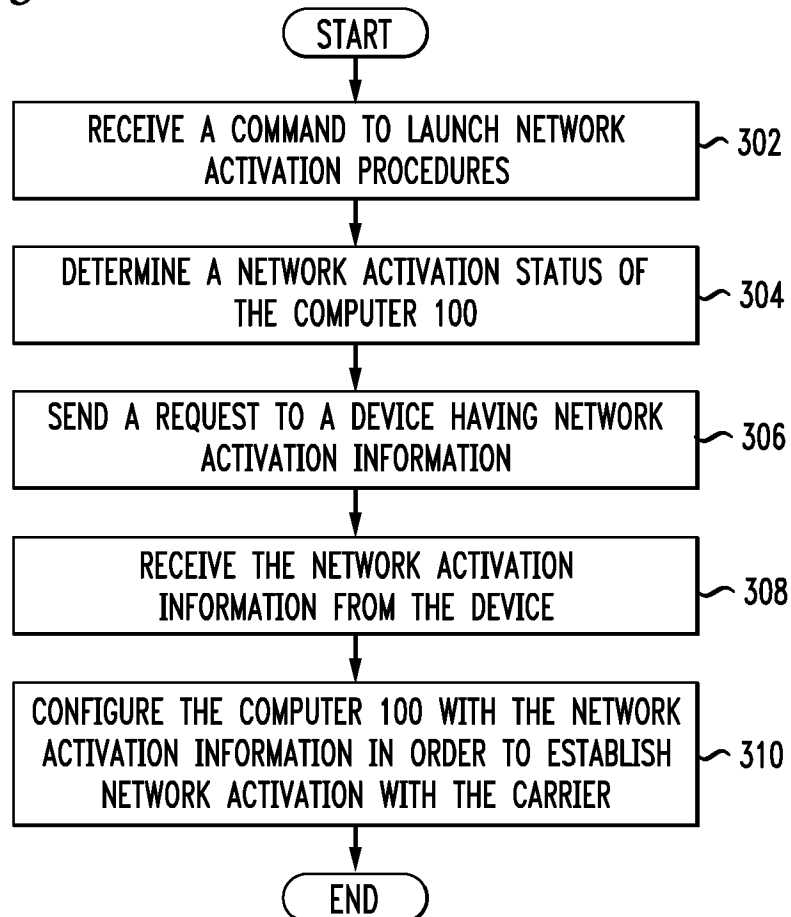 START
RECEIVE A COMMAND TO LAUNCH NETWORK
ACTIVATION PROCEDURES
302
DETERMINE A NETWORK ACTIVATION STATUS OF
THE COMPUTER 100
304
SEND A REQUEST TO A DEVICE HAVING NETWORK
ACTIVATION INFORMATION
306
RECEIVE THE NETWORK ACTIVATION
INFORMATION FROM THE DEVICE
308
CONFIGURE THE COMPUTER 100 WITH THE NETWORK
ACTIVATION INFORMATION IN ORDER TO ESTABLISH
NETWORK ACTIVATION WITH THE CARRIER
310
END